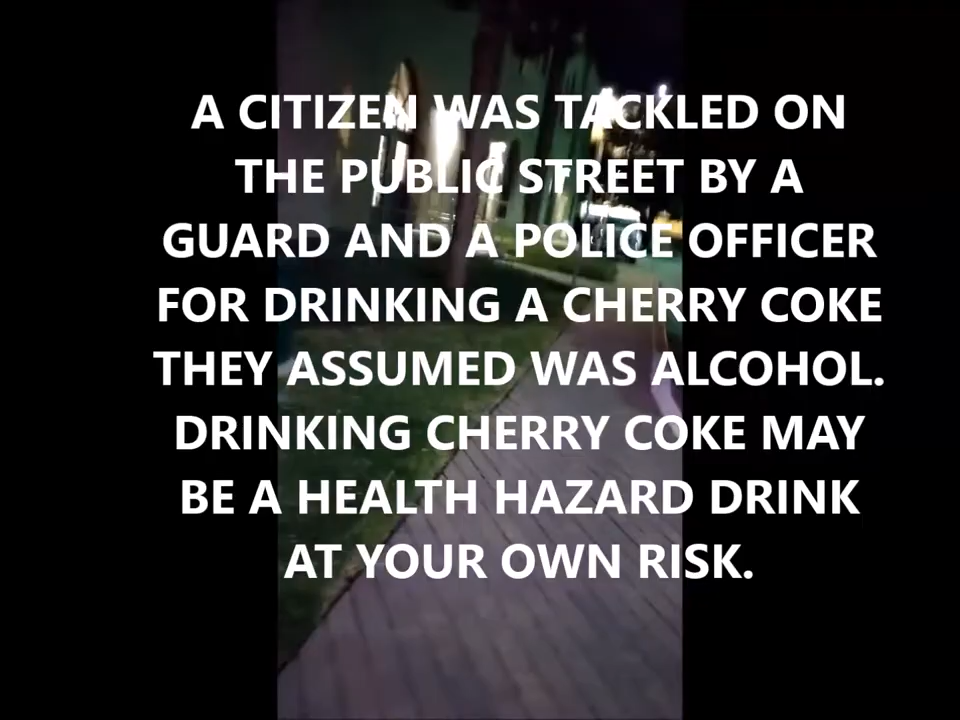 A CITIZEN WAS TACKLED ON
THE PUBLIC STREET BY A
GUARD AND A POLICE OFFICER
FOR DRINKING A CHERRY COKE
THEY ASSUMED WAS ALCOHOL.
DRINKING CHERRY COKE MAY
BE A HEALTH HAZARD DRINK
AT YOUR OWN RISK.